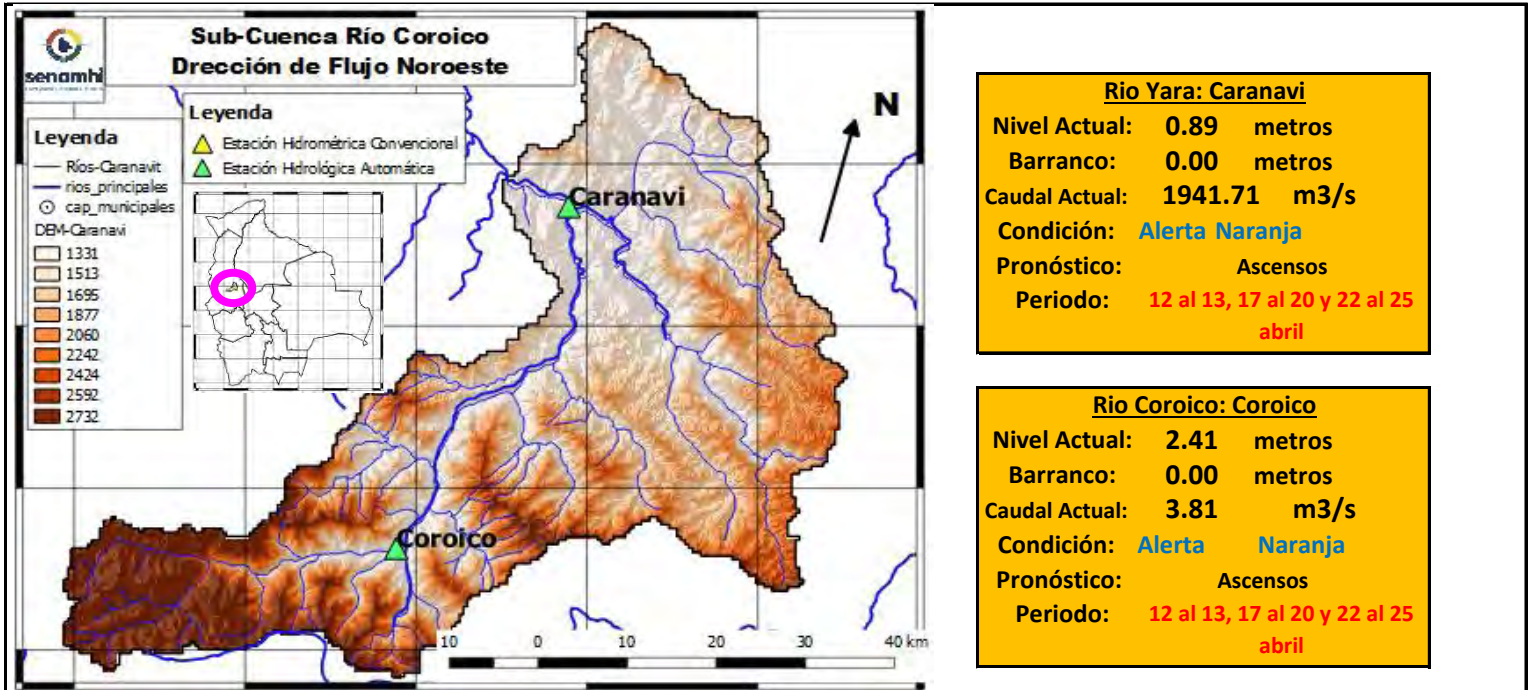 senamhi
Sub-Cuenca Río Coroico
Drección de Flujo Noroeste
Leyenda
Ríos-Caranavit
rios_principales
cap_municipales
DEM-Caranavi
1331
1513
1695
1877
2060
2242
2424
2592
2732
Leyenda
Estación Hidrométrica Convencional
Estación Hidrológica Automática
N
Caranavi
Coroico
10 0 10 20 30 40 km
Rio Yara: Caranavi
Nivel Actual: 0.89 metros
Barranco: 0.00 metros
Caudal Actual: 1941.71 m3/s
Condición: Alerta Naranja
Pronóstico: Ascensos
Periodo: 12 al 13, 17 al 20 y 22 al 25
abril
Rio Coroico: Coroico
Nivel Actual: 2.41 metros
Barranco: 0.00 metros
Caudal Actual: 3.81 m3/s
Condición: Alerta Naranja
Pronóstico: Ascensos
Periodo: 12 al 13, 17 al 20 y 22 al 25
abril